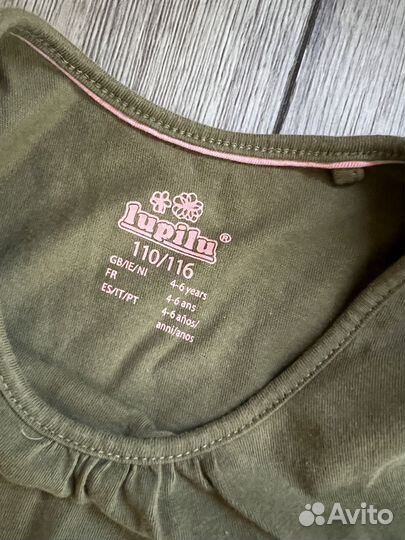 lupilu®
110/116
GB/IE/NI 4-6 years
FR 4-6 ans
ES/IT/PT 4-6 años/
anni/anos
Avito